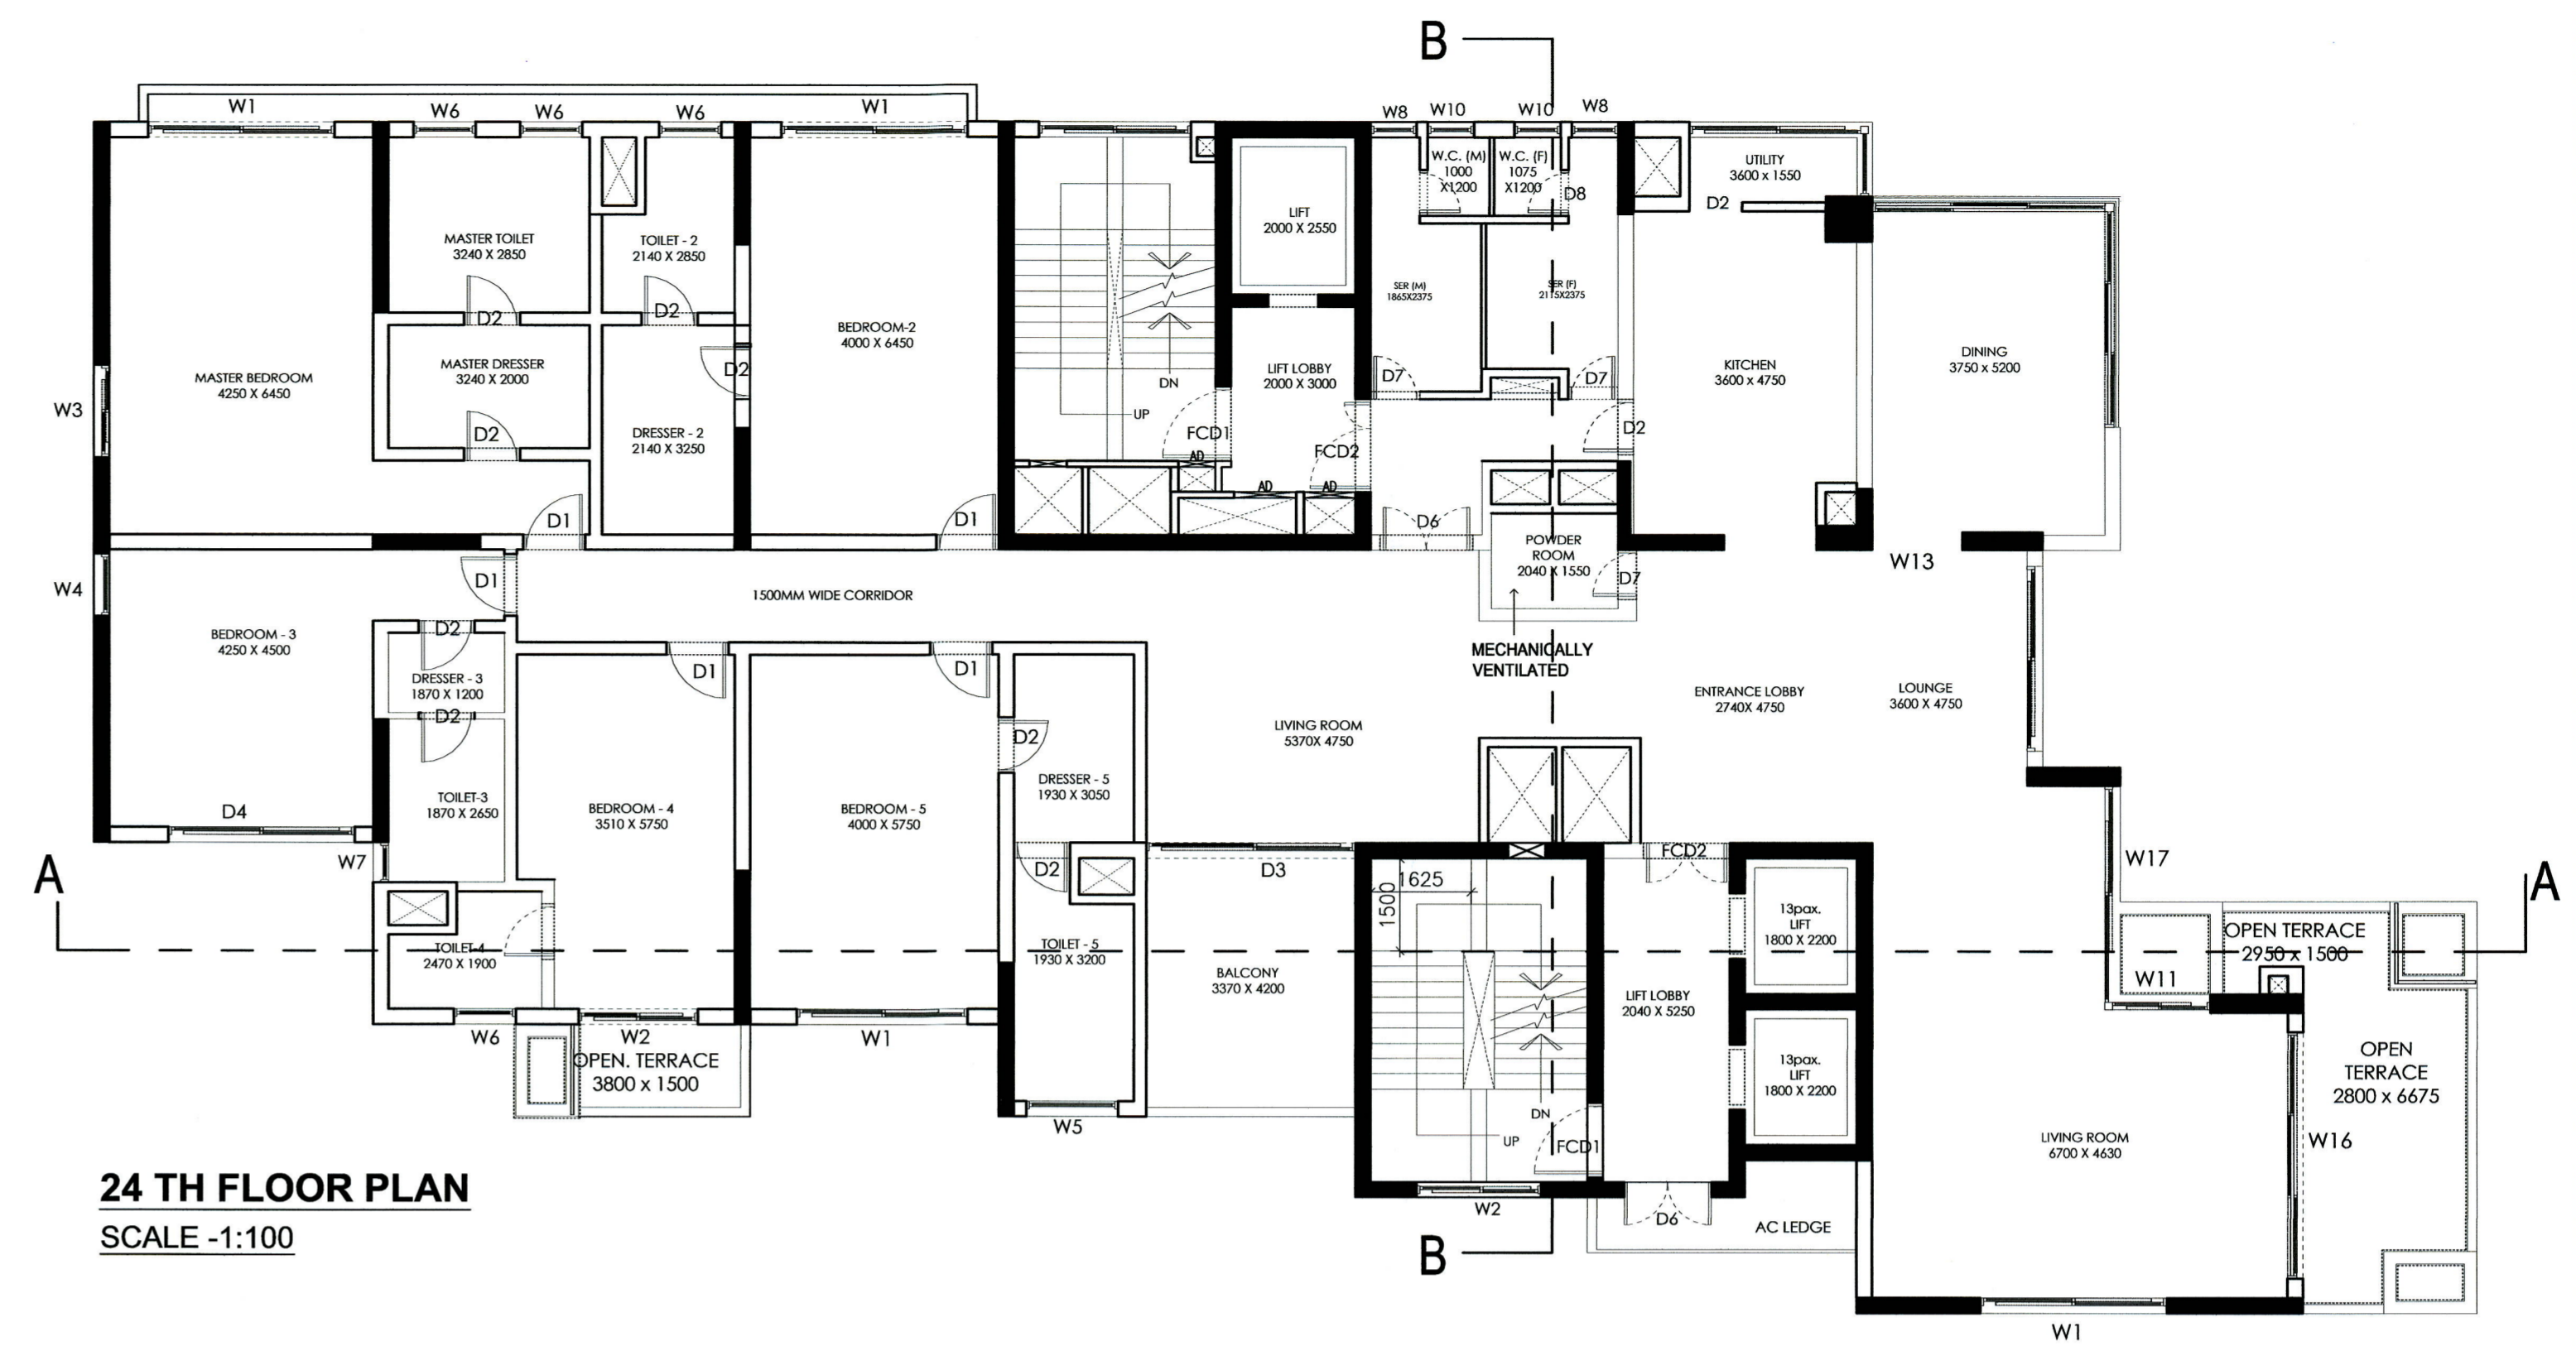 B
W1
W6
W6
W6
W1
W8
W10
W10
W8
W.C. (M)
1000
X1200
W.C. (F)
1075
X1200
D8
UTILITY
3600 x 1550
D2
LIFT
2000 X 2550
MASTER TOILET
3240 X 2850
TOILET - 2
2140 X 2850
D2
D2
SER (M)
1865X2375
SER (F)
2115X2375
BEDROOM-2
4000 X 6450
MASTER BEDROOM
4250 X 6450
MASTER DRESSER
3240 X 2000
D2
D2
DRESSER - 2
2140 X 3250
DN
UP
LIFT LOBBY
2000 X 3000
D7
D7
KITCHEN
3600 x 4750
DINING
3750 x 5200
W3
FCD1
FCD2
D2
AD
AD
AD
D1
D1
D6
POWDER
ROOM
2040 X 1550
D7
W13
W4
D1
1500MM WIDE CORRIDOR
BEDROOM - 3
4250 X 4500
D2
DRESSER - 3
1870 X 1200
D2
D1
D1
MECHANICALLY
VENTILATED
ENTRANCE LOBBY
2740X 4750
LOUNGE
3600 X 4750
LIVING ROOM
5370X 4750
D2
DRESSER - 5
1930 X 3050
TOILET-3
1870 X 2650
BEDROOM - 4
3510 X 5750
BEDROOM - 5
4000 X 5750
D4
W7
D2
D3
FCD2
W17
A
A
1625
1500
13pax.
LIFT
1800 X 2200
OPEN TERRACE
2950 x 1500
TOILET-4
2470 X 1900
TOILET - 5
1930 X 3200
BALCONY
3370 X 4200
W11
LIFT LOBBY
2040 X 5250
W6
W2
W1
OPEN. TERRACE
3800 x 1500
13pax.
LIFT
1800 X 2200
OPEN
TERRACE
2800 x 6675
W5
DN
UP
FCD1
LIVING ROOM
6700 X 4630
W16
24 TH FLOOR PLAN
SCALE -1:100
W2
D6
AC LEDGE
B
W1